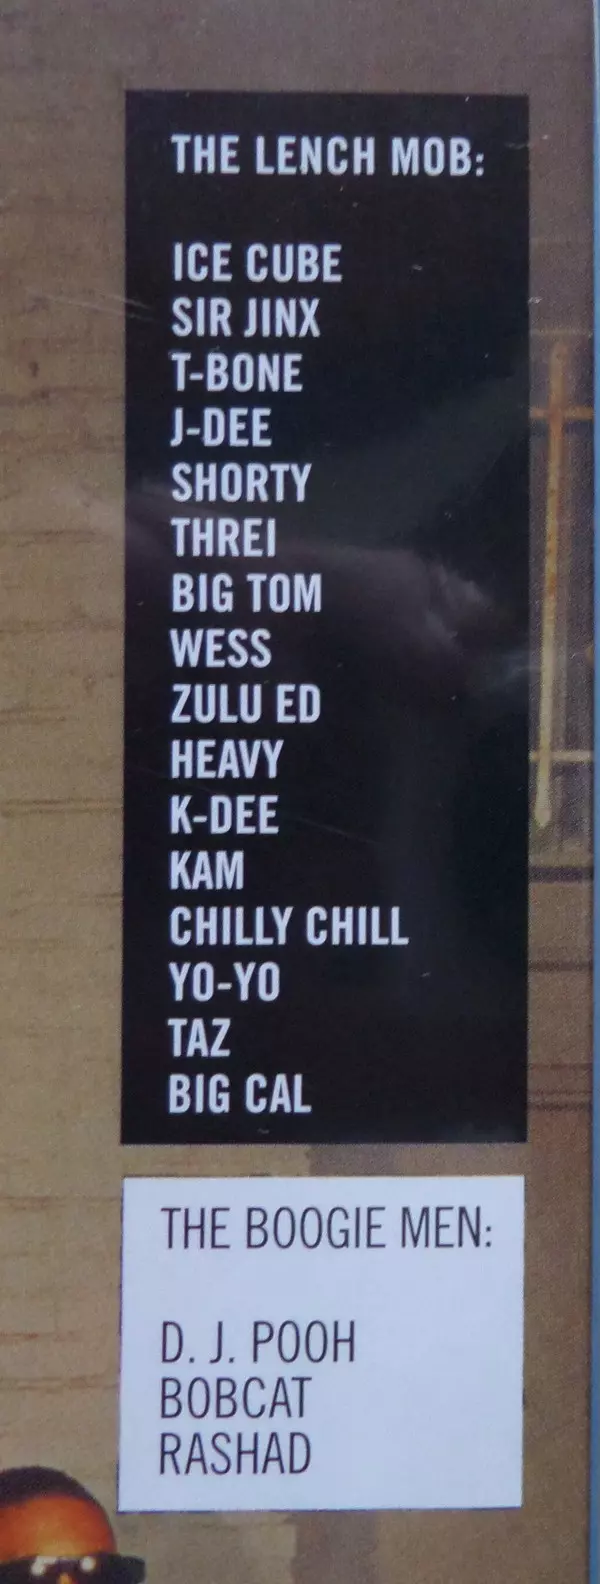 THE LENCH MOB:
ICE CUBE
SIR JINX
T-BONE
J-DEE
SHORTY
THREI
BIG TOM
WESS
ZULU ED
HEAVY
K-DEE
KAM
CHILLY CHILL
YO-YO
TAZ
BIG CAL
THE BOOGIE MEN:
D. J. POOH
BOBCAT
RASHAD